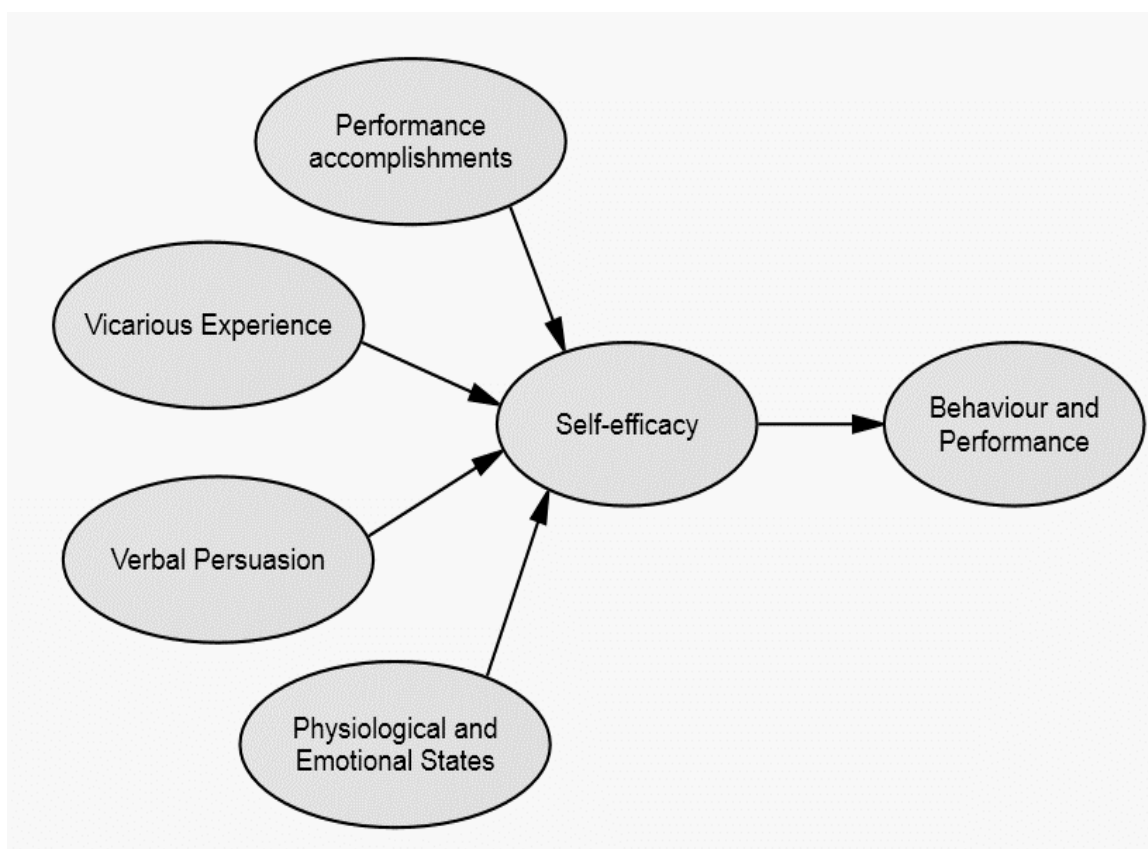 Performance
accomplishments
Vicarious Experience
Self-efficacy
Behaviour and
Performance
Verbal Persuasion
Physiological and
Emotional States